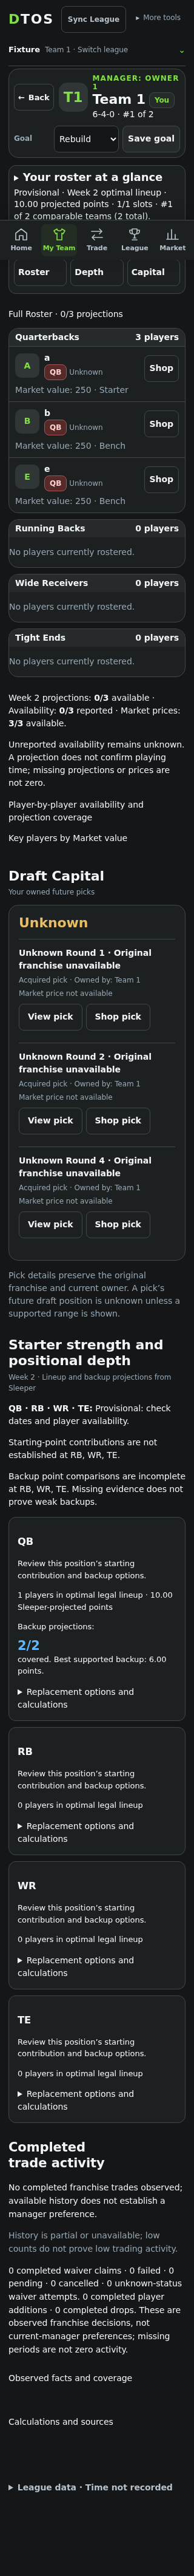 DTOS
Sync League
▸ More tools
Fixture Team 1 · Switch league
← Back
T1
MANAGER: OWNER 1
Team 1 You
6-4-0 · #1 of 2
Goal
Rebuild
Save goal
▸ Your roster at a glance
Provisional · Week 2 optimal lineup ·
10.00 projected points · 1/1 slots · #1
of 2 comparable teams (2 total).
Home
My Team
Trade
League
Market
Roster
Depth
Capital
Full Roster · 0/3 projections
Quarterbacks
3 players
A
a
QB Unknown
Shop
Market value: 250 · Starter
B
b
QB Unknown
Shop
Market value: 250 · Bench
E
e
QB Unknown
Shop
Market value: 250 · Bench
Running Backs
0 players
No players currently rostered.
Wide Receivers
0 players
No players currently rostered.
Tight Ends
0 players
No players currently rostered.
Week 2 projections: 0/3 available ·
Availability: 0/3 reported · Market prices:
3/3 available.
Unreported availability remains unknown.
A projection does not confirm playing
time; missing projections or prices are
not zero.
Player-by-player availability and
projection coverage
Key players by Market value
Draft Capital
Your owned future picks
Unknown
Unknown Round 1 · Original
franchise unavailable
Acquired pick · Owned by: Team 1
Market price not available
View pick
Shop pick
Unknown Round 2 · Original
franchise unavailable
Acquired pick · Owned by: Team 1
Market price not available
View pick
Shop pick
Unknown Round 4 · Original
franchise unavailable
Acquired pick · Owned by: Team 1
Market price not available
View pick
Shop pick
Pick details preserve the original
franchise and current owner. A pick's
future draft position is unknown unless a
supported range is shown.
Starter strength and
positional depth
Week 2 · Lineup and backup projections from
Sleeper
QB · RB · WR · TE: Provisional: check
dates and player availability.
Starting-point contributions are not
established at RB, WR, TE.
Backup point comparisons are incomplete
at RB, WR, TE. Missing evidence does not
prove weak backups.
QB
Review this position's starting
contribution and backup options.
1 players in optimal legal lineup · 10.00
Sleeper-projected points
Backup projections:
2/2
covered. Best supported backup: 6.00
points.
▸ Replacement options and
calculations
RB
Review this position's starting
contribution and backup options.
0 players in optimal legal lineup
▸ Replacement options and
calculations
WR
Review this position's starting
contribution and backup options.
0 players in optimal legal lineup
▸ Replacement options and
calculations
TE
Review this position's starting
contribution and backup options.
0 players in optimal legal lineup
▸ Replacement options and
calculations
Completed
trade activity
No completed franchise trades observed;
available history does not establish a
manager preference.
History is partial or unavailable; low
counts do not prove low trading activity.
0 completed waiver claims · 0 failed · 0
pending · 0 cancelled · 0 unknown-status
waiver attempts. 0 completed player
additions · 0 completed drops. These are
observed franchise decisions, not
current-manager preferences; missing
periods are not zero activity.
Observed facts and coverage
Calculations and sources
▸ League data · Time not recorded